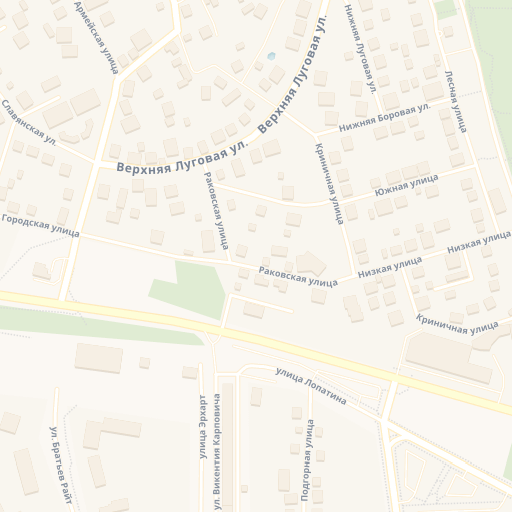 Армейская улица
Славянская ул.
Верхняя Луговая ул.
Верхняя Луговая ул.
Нижняя Луговая ул.
Лесная улица
Нижняя Боровая ул.
Криничная улица
Южная улица
Раковская улица
Городская улица
Раковская улица
Низкая улица
Низкая улица
Криничная улица
улица Лопатина
улица Эрхарт
ул. Викентия Карповича
ул. Братьев Райт
Подгорная улица